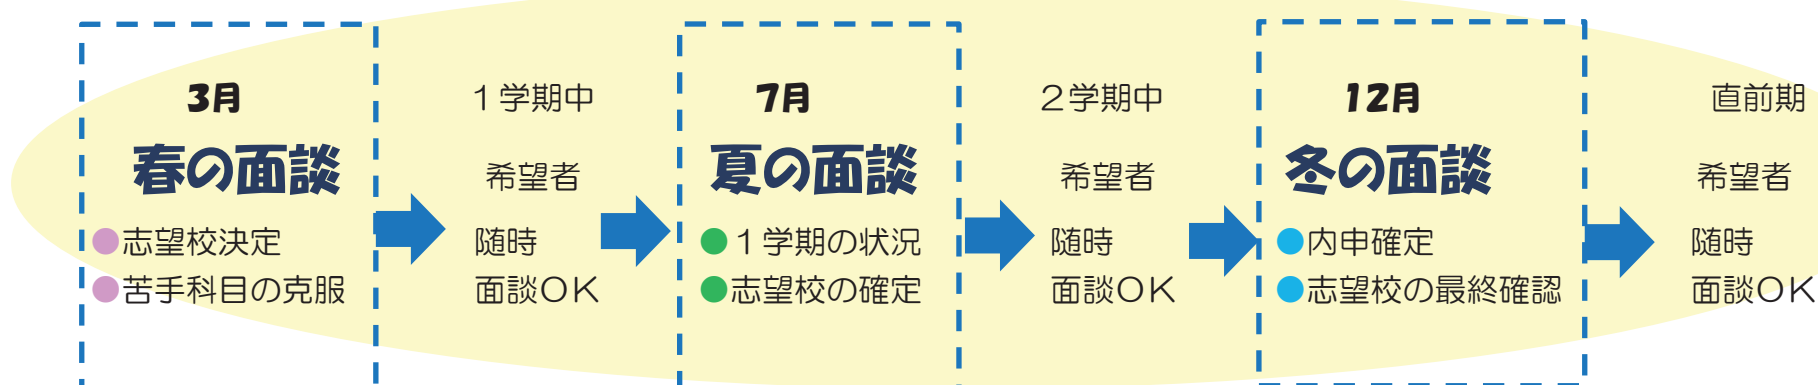 3月
春の面談
●志望校決定
●苦手科目の克服
１学期中
希望者
随時
面談ＯＫ
7月
夏の面談
●１学期の状況
●志望校の確定
２学期中
希望者
随時
面談ＯＫ
12月
冬の面談
●内申確定
●志望校の最終確認
直前期
希望者
随時
面談ＯＫ